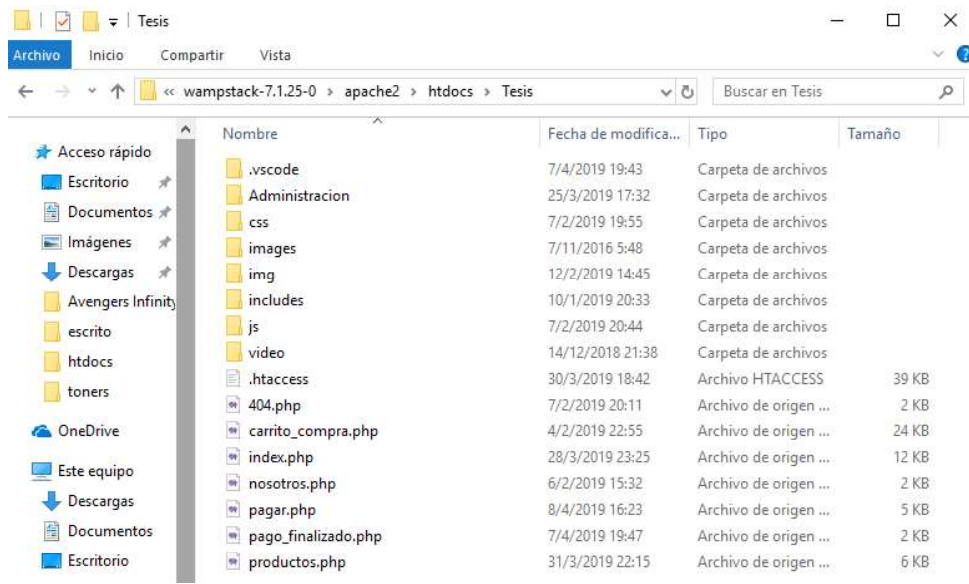 Tesis
Archivo Inicio Compartir Vista
« wampstack-7.1.25-0 › apache2 › htdocs › Tesis Buscar en Tesis
Acceso rápido
Escritorio
Documentos
Imágenes
Descargas
Avengers Infinity
escrito
htdocs
toners
OneDrive
Este equipo
Descargas
Documentos
Escritorio
Nombre Fecha de modifica... Tipo Tamaño
.vscode 7/4/2019 19:43 Carpeta de archivos
Administracion 25/3/2019 17:32 Carpeta de archivos
css 7/2/2019 19:55 Carpeta de archivos
images 7/11/2016 5:48 Carpeta de archivos
img 12/2/2019 14:45 Carpeta de archivos
includes 10/1/2019 20:33 Carpeta de archivos
js 7/2/2019 20:44 Carpeta de archivos
video 14/12/2018 21:38 Carpeta de archivos
.htaccess 30/3/2019 18:42 Archivo HTACCESS 39 KB
404.php 7/2/2019 20:11 Archivo de origen ... 2 KB
carrito_compra.php 4/2/2019 22:55 Archivo de origen ... 24 KB
index.php 28/3/2019 23:25 Archivo de origen ... 12 KB
nosotros.php 6/2/2019 15:32 Archivo de origen ... 2 KB
pagar.php 8/4/2019 16:23 Archivo de origen ... 5 KB
pago_finalizado.php 7/4/2019 19:47 Archivo de origen ... 2 KB
productos.php 31/3/2019 22:15 Archivo de origen ... 6 KB